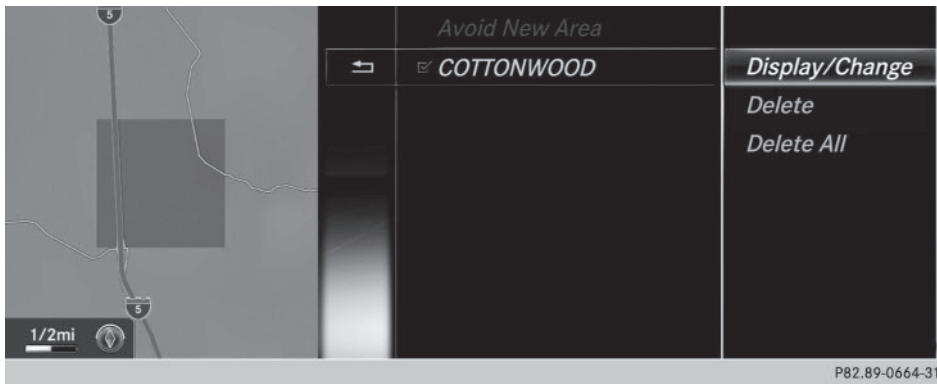 5
5
1/2mi
Avoid New Area
COTTONWOOD
Display/Change
Delete
Delete All
P82.89-0664-31